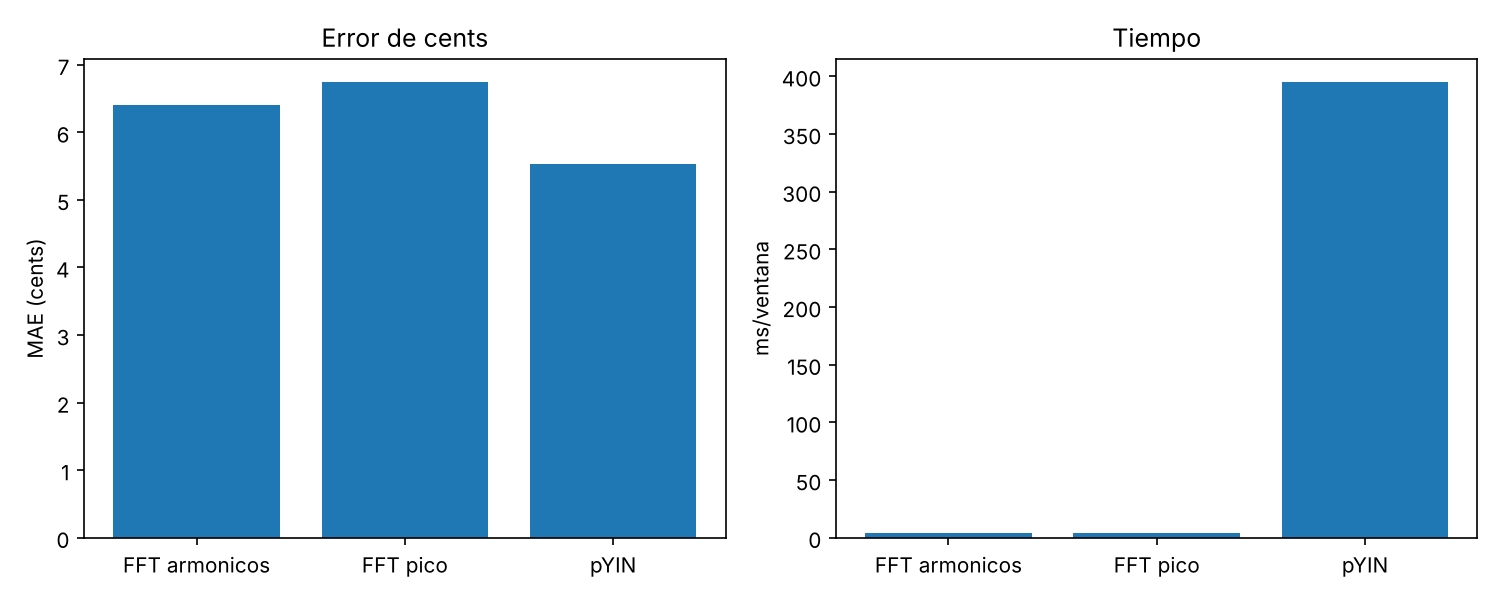 Error de cents
MAE (cents)
7
6
5
4
3
2
1
0
FFT armonicos FFT pico pYIN
Tiempo
ms/ventana
400
350
300
250
200
150
100
50
0
FFT armonicos FFT pico pYIN